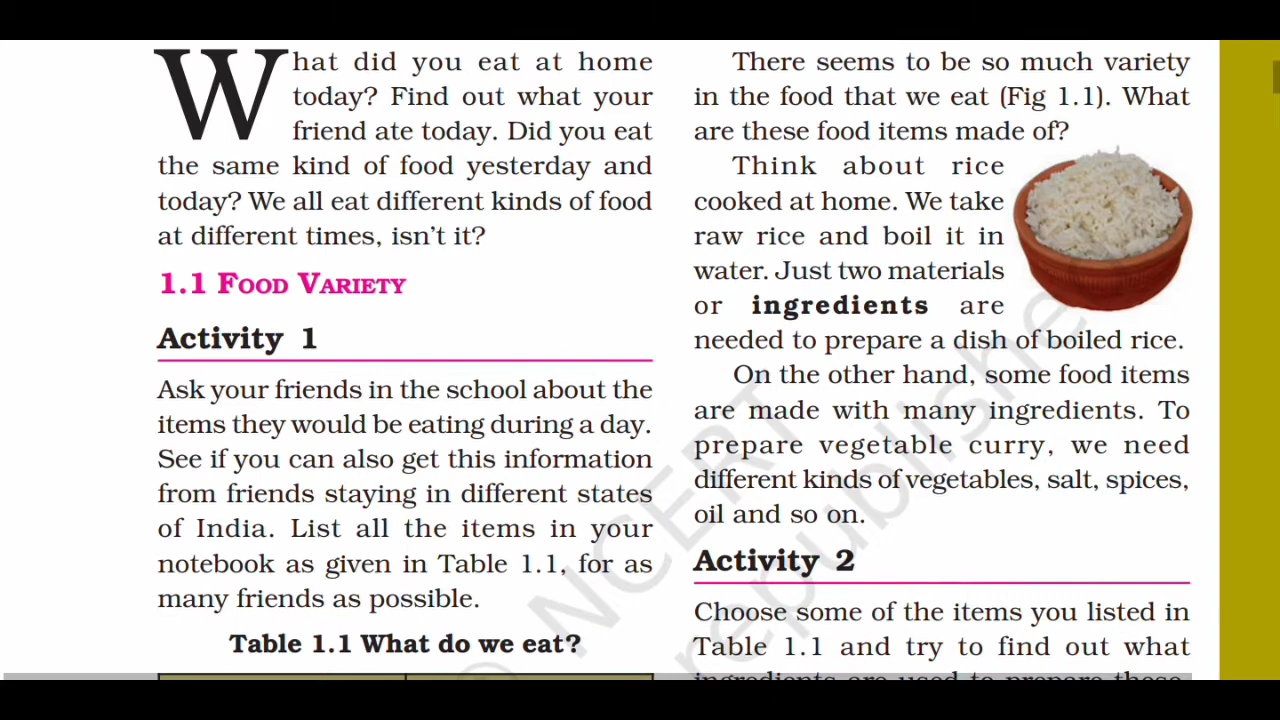 What did you eat at home
today? Find out what your
friend ate today. Did you eat
the same kind of food yesterday and
today? We all eat different kinds of food
at different times, isn't it?
1.1 FOOD VARIETY
Activity 1
Ask your friends in the school about the
items they would be eating during a day.
See if you can also get this information
from friends staying in different states
of India. List all the items in your
notebook as given in Table 1.1, for as
many friends as possible.
Table 1.1 What do we eat?
There seems to be so much variety
in the food that we eat (Fig 1.1). What
are these food items made of?
Think about rice
cooked at home. We take
raw rice and boil it in
water. Just two materials
or ingredients are
needed to prepare a dish of boiled rice.
On the other hand, some food items
are made with many ingredients. To
prepare vegetable curry, we need
different kinds of vegetables, salt, spices,
oil and so on.
Activity 2
Choose some of the items you listed in
Table 1.1 and try to find out what
ingredients are used to prepare these,
© NCERT
republishe